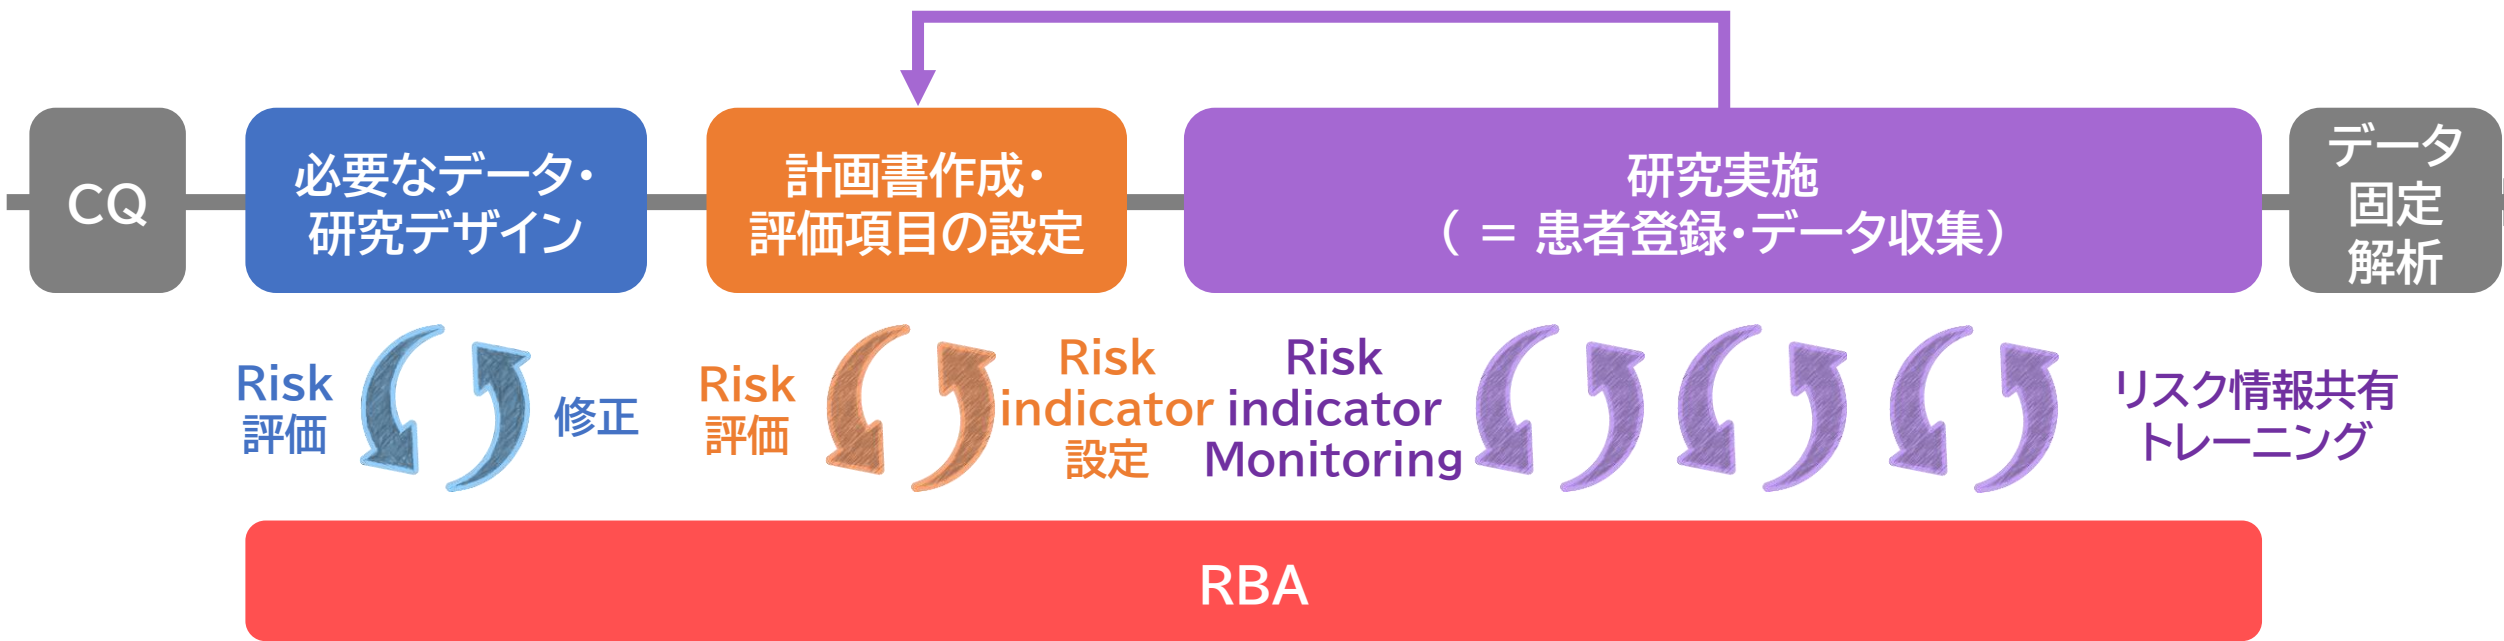 CQ
必要なデータ・
研究デザイン
計画書作成・
評価項目の設定
研究実施
（ = 患者登録・データ収集）
データ
固定
解析
Risk
評価
修正
Risk
評価
Risk
indicator
設定
Risk
indicator
Monitoring
リスク情報共有
トレーニング
RBA